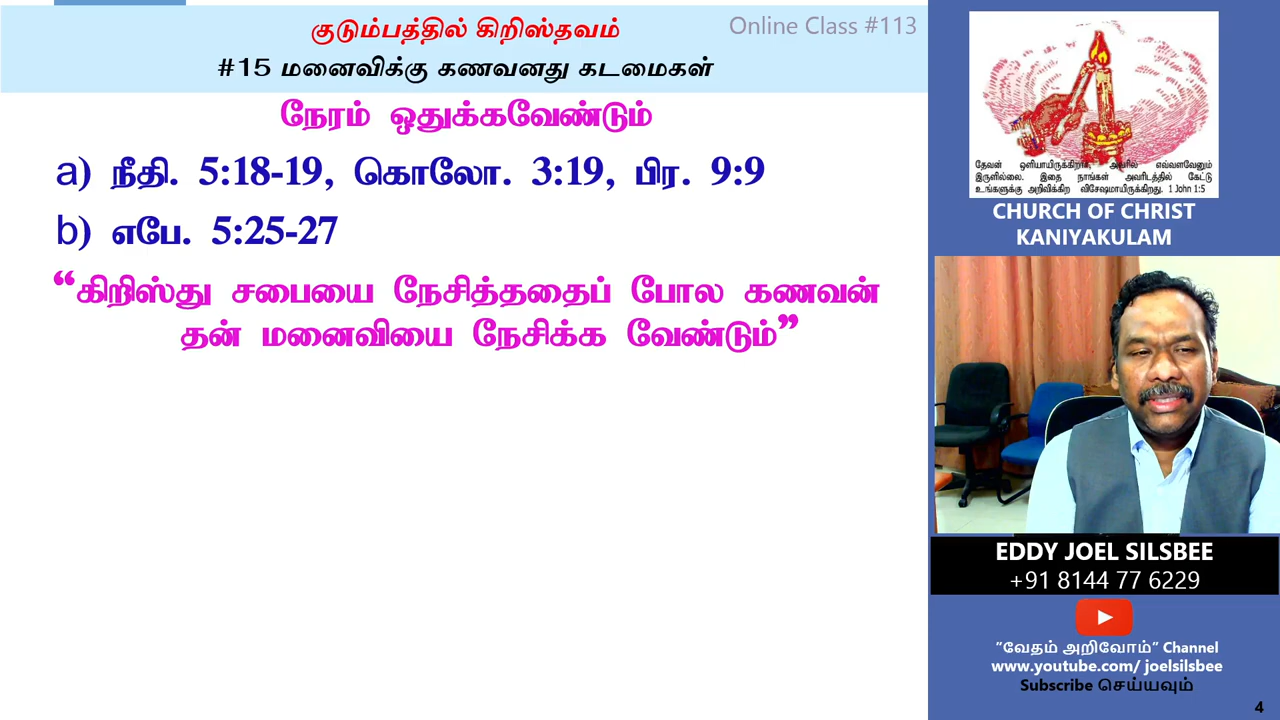 குடும்பத்தில் கிறிஸ்தவம்
Online Class #113
#15 மனைவிக்கு கணவனது கடமைகள்
நேரம் ஒதுக்கவேண்டும்
a) நீதி. 5:18-19, கொலோ. 3:19, பிர. 9:9
b) எபே. 5:25-27
“கிறிஸ்து சபையை நேசித்ததைப் போல கணவன்
தன் மனைவியை நேசிக்க வேண்டும்”
தேவன் ஒளியாயிருக்கிறார், அவரில் எவ்வளவேனும்
இருளில்லை. இதை நாங்கள் அவரிடத்தில் கேட்டு
உங்களுக்கு அறிவிக்கிற விசேஷமாயிருக்கிறது. 1 John 1:5
CHURCH OF CHRIST
KANIYAKULAM
EDDY JOEL SILSBEE
+91 8144 77 6229
”வேதம் அறிவோம்” Channel
www.youtube.com/ joelsilsbee
Subscribe செய்யவும்
4